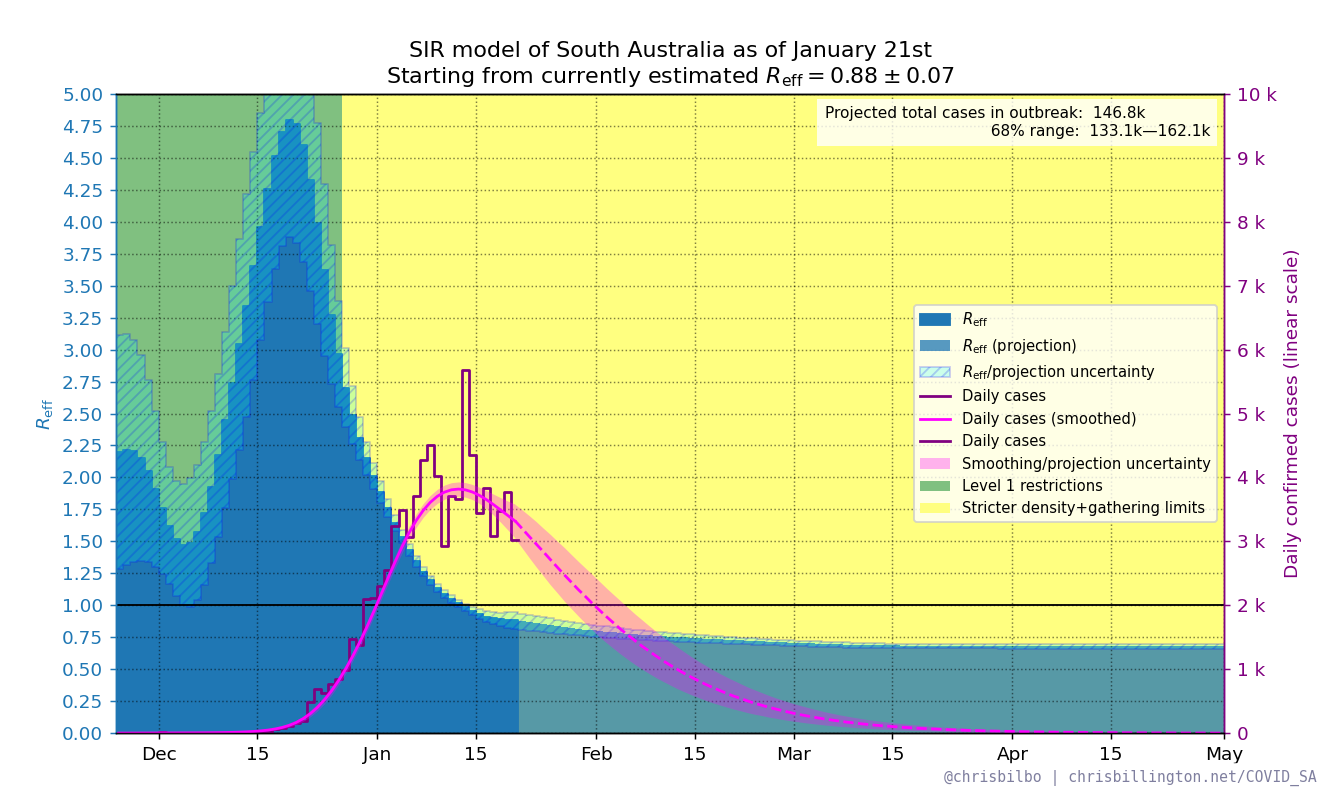 SIR model of South Australia as of January 21st
Starting from currently estimated Reff = 0.88 ± 0.07
Projected total cases in outbreak: 146.8k
68% range: 133.1k—162.1k
5.00
4.75
4.50
4.25
4.00
3.75
3.50
3.25
3.00
2.75
2.50
2.25
2.00
1.75
1.50
1.25
1.00
0.75
0.50
0.25
0.00
Reff
10 k
9 k
8 k
7 k
6 k
5 k
4 k
3 k
2 k
1 k
0
Daily confirmed cases (linear scale)
Reff
Reff (projection)
Reff/projection uncertainty
Daily cases
Daily cases (smoothed)
Daily cases
Smoothing/projection uncertainty
Level 1 restrictions
Stricter density+gathering limits
Dec 15 Jan 15 Feb 15 Mar 15 Apr 15 May
@chrisbilbo | chrisbillington.net/COVID_SA